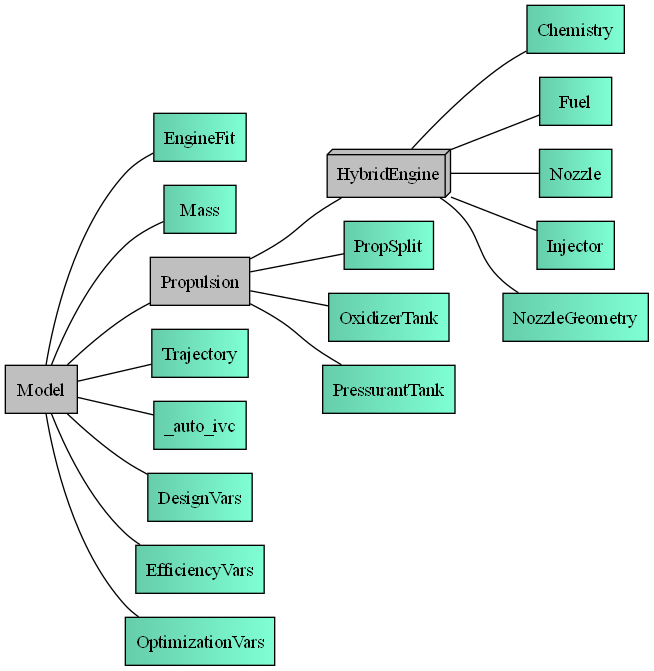 Chemistry
Fuel
EngineFit
HybridEngine
Nozzle
Mass
PropSplit
Injector
Propulsion
OxidizerTank
NozzleGeometry
Trajectory
Model
PressurantTank
_auto_ivc
DesignVars
EfficiencyVars
OptimizationVars